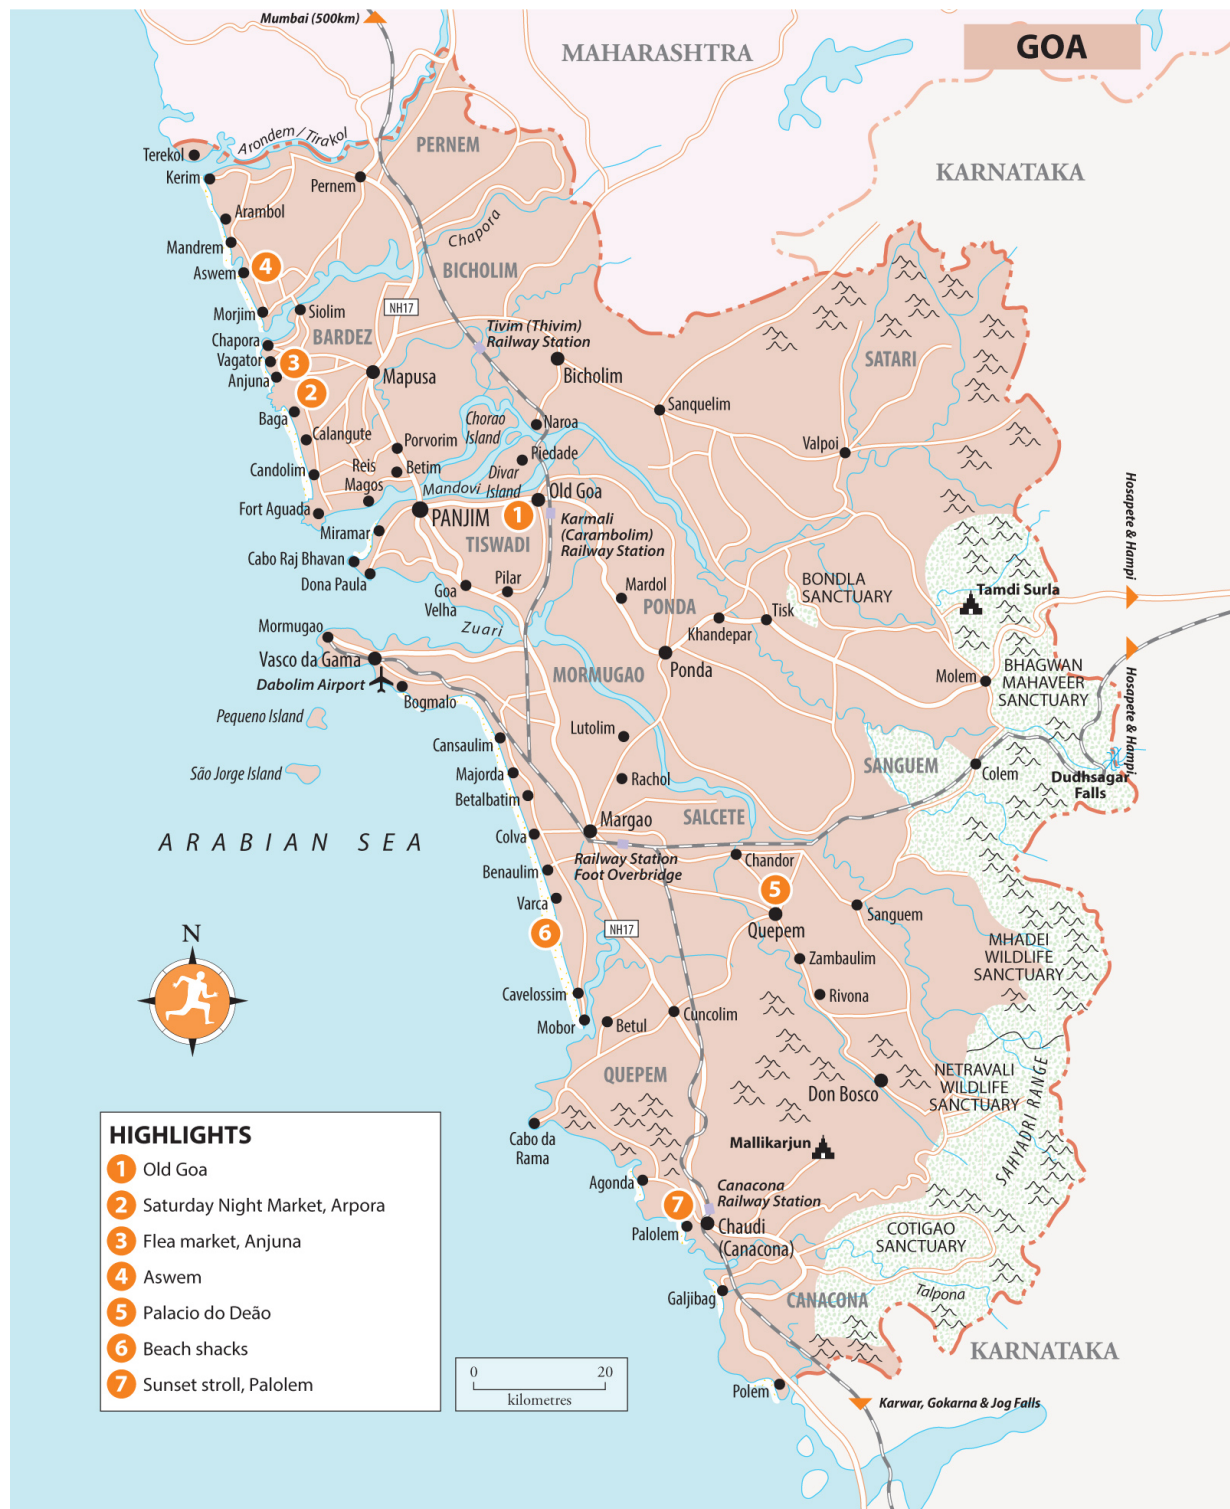 Mumbai (500km)
GOA
MAHARASHTRA
KARNATAKA
Arondem / Tirakol
PERNEM
Terekol
Kerim
Pernem
Arambol
Chapora
Mandrem
BICHOLIM
Aswem
4
Morjim
Siolim
NH17
BARDEZ
Tivim (Thivim)
Railway Station
Chapora
Vagator
3
Anjuna
2
Mapusa
Bicholim
SATARI
Baga
Calangute
Chorao
Island
Naroa
Sanquelim
Valpoi
Porvorim
Candolim
Reis
Magos
Betim
Piedade
Divar
Island
Mandovi
Old Goa
Fort Aguada
PANJIM
1
Miramar
TISWADI
Karmali
(Carambolim)
Railway Station
Hosapete & Hampi
Cabo Raj Bhavan
Dona Paula
Goa
Velha
Pilar
Mardol
PONDA
BONDLA
SANCTUARY
Tamdi Surla
Khandepar
Tisk
Zuari
Mormugao
Vasco da Gama
Dabolim Airport
Bogmalo
MORMUGAO
Ponda
Molem
BHAGWAN
MAHAVEER
SANCTUARY
Hosapete & Hampi
Pequeno Island
Lutolim
Cansaulim
São Jorge Island
Majorda
Rachol
SANGUEM
Colem
Dudhsagar
Falls
Betalbatim
Margao
SALCETE
ARABIAN SEA
Colva
Railway Station
Foot Overbridge
Chandor
Benaulim
5
Varca
Quepem
Sanguem
6
NH17
N
MHADEI
WILDLIFE
SANCTUARY
Zambaulim
Cavelossim
Rivona
Mobor
Betul
Cuncolim
QUEPEM
Don Bosco
NETRAVALI
WILDLIFE
SANCTUARY
SAHYADRI RANGE
Cabo da
Rama
Mallikarjun
Agonda
Canacona
Railway Station
7
Palolem
Chaudi
(Canacona)
COTIGAO
SANCTUARY
Galjibag
CANACONA
Talpona
KARNATAKA
Polem
Karwar, Gokarna & Jog Falls
HIGHLIGHTS
1 Old Goa
2 Saturday Night Market, Arpora
3 Flea market, Anjuna
4 Aswem
5 Palacio do Deão
6 Beach shacks
7 Sunset stroll, Palolem
0 20
kilometres